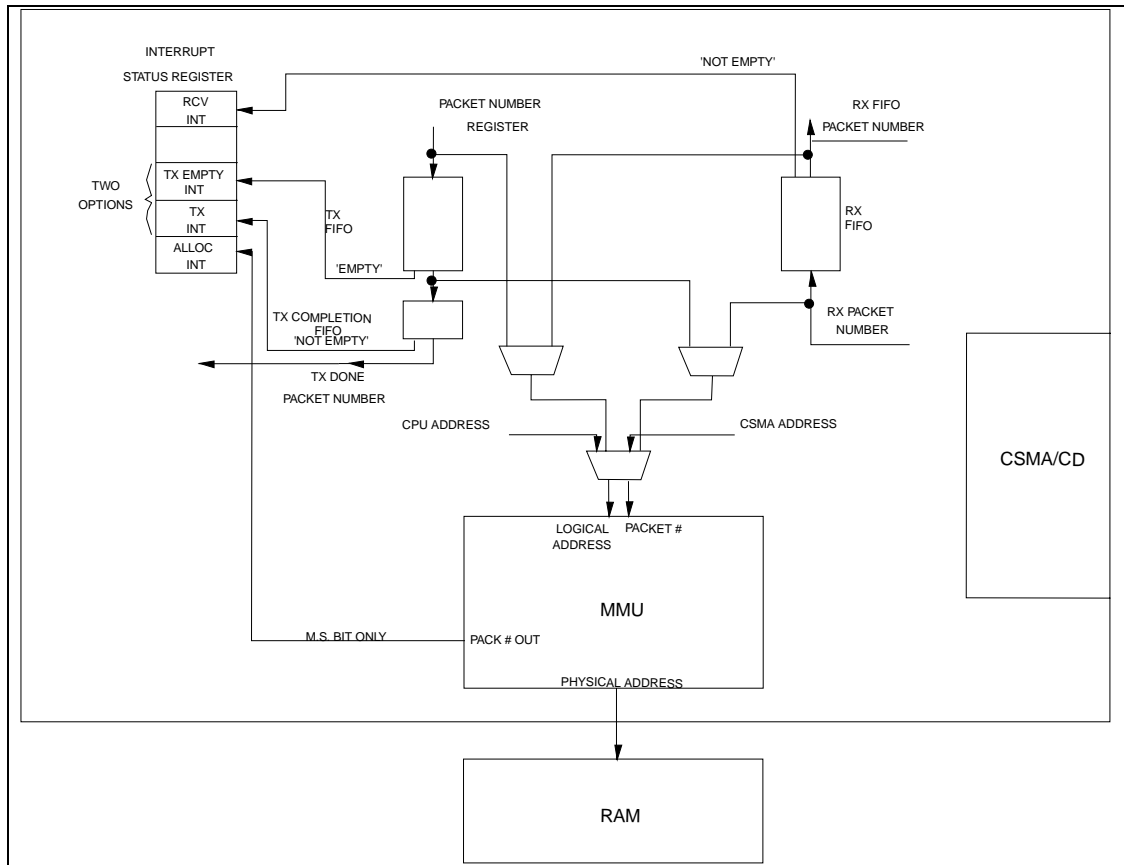 INTERRUPT
STATUS REGISTER
'NOT EMPTY'
RCV
INT
PACKET NUMBER
REGISTER
RX FIFO
PACKET NUMBER
TWO
OPTIONS
TX EMPTY
INT
TX
INT
ALLOC
INT
TX
FIFO
RX
FIFO
'EMPTY'
TX COMPLETION
FIFO
'NOT EMPTY'
RX PACKET
NUMBER
TX DONE
PACKET NUMBER
CPU ADDRESS
CSMA ADDRESS
CSMA/CD
LOGICAL
ADDRESS
PACKET #
MMU
M.S. BIT ONLY
PACK # OUT
PHYSICAL ADDRESS
RAM